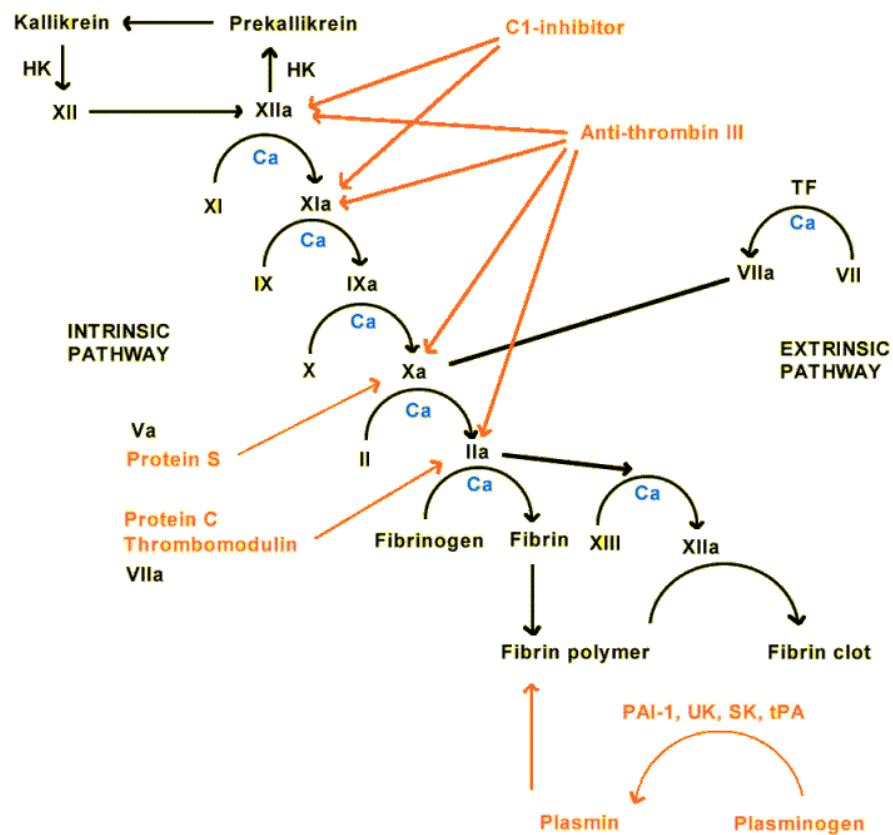 Kallikrein
Prekallikrein
C1-inhibitor
HK
HK
XII
XIIa
Anti-thrombin III
Ca
XI
XIa
TF
Ca
Ca
IX
IXa
VIIa
VII
Ca
INTRINSIC
PATHWAY
X
Xa
EXTRINSIC
PATHWAY
Ca
Va
Protein S
II
IIa
Ca
Ca
Protein C
Thrombomodulin
VIIa
Fibrinogen
Fibrin
XIII
XIIa
Fibrin polymer
Fibrin clot
PAI-1, UK, SK, tPA
Plasmin
Plasminogen